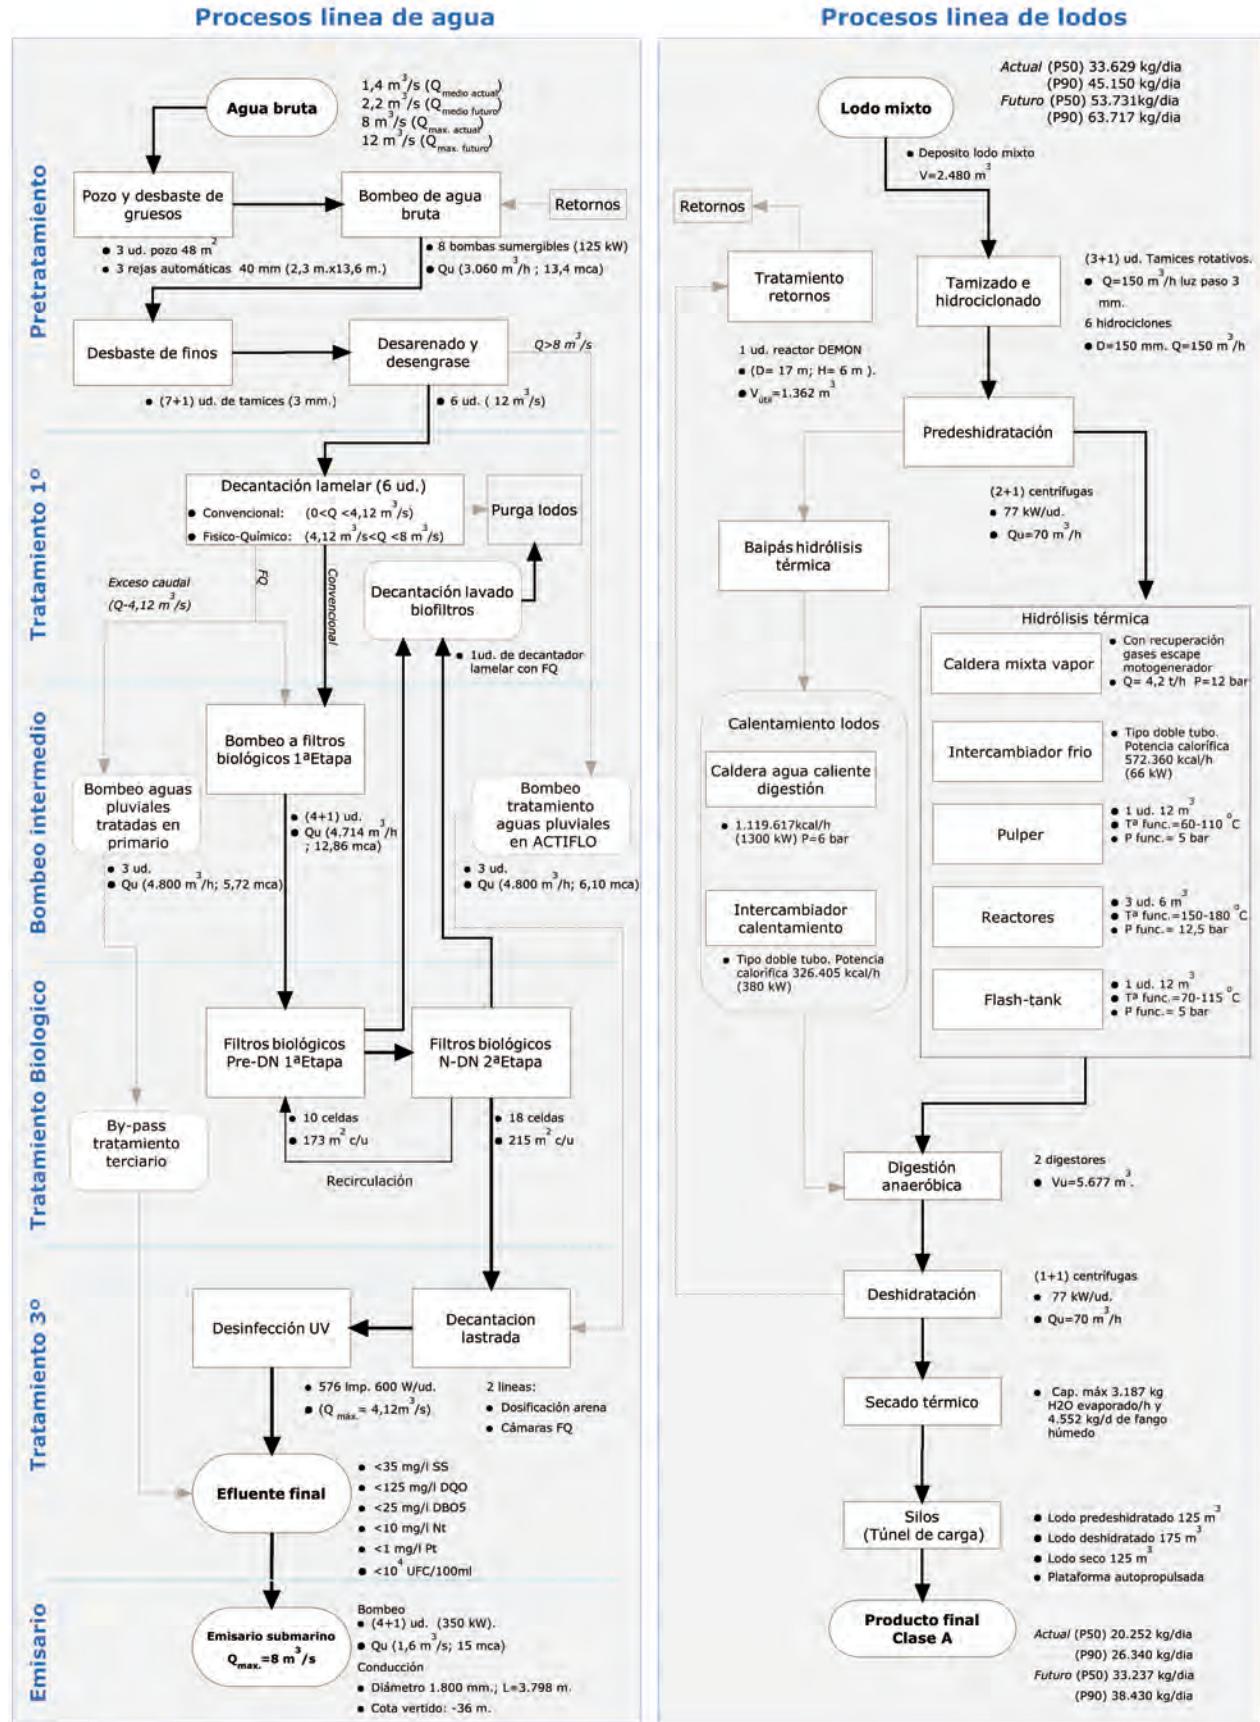 Procesos linea de agua
Pretratamiento
Agua bruta
1,4 m³/s (Q medio actual)
2,2 m³/s (Q medio futuro)
8 m³/s (Q max. actual)
12 m³/s (Q max. futuro)
Pozo y desbaste de
gruesos
Bombeo de agua
bruta
Retornos
● 3 ud. pozo 48 m²
● 3 rejas automáticas 40 mm (2,3 m.x13,6 m.)
● 8 bombas sumergibles (125 kW)
● Qu (3.060 m³/h ; 13,4 mca)
Desbaste de finos
Desarenado y
desengrase
Q>8 m³/s
● (7+1) ud. de tamices (3 mm.)
● 6 ud. ( 12 m³/s)
Tratamiento 1º
Decantación lamelar (6 ud.)
● Convencional: (0<Q <4,12 m³/s)
● Fisico-Químico: (4,12 m³/s<Q <8 m³/s)
Purga lodos
Exceso caudal
(Q-4,12 m³/s)
FQ
Convencional
Decantación lavado
biofiltros
● 1ud. de decantador
lamelar con FQ
Bombeo intermedio
Bombeo a filtros
biológicos 1ªEtapa
Bombeo aguas
pluviales
tratadas en
primario
● (4+1) ud.
● Qu (4.714 m³/h
; 12,86 mca)
Bombeo
tratamiento
aguas pluviales
en ACTIFLO
● 3 ud.
● Qu (4.800 m³/h; 5,72 mca)
● 3 ud.
● Qu (4.800 m³/h; 6,10 mca)
Tratamiento Biologico
Filtros biológicos
Pre-DN 1ªEtapa
Filtros biológicos
N-DN 2ªEtapa
● 10 celdas
● 173 m² c/u
● 18 celdas
● 215 m² c/u
By-pass
tratamiento
terciario
Recirculación
Tratamiento 3º
Desinfección UV
Decantacion
lastrada
● 576 lmp. 600 W/ud.
● (Q máx.= 4,12m³/s)
2 lineas:
● Dosificación arena
● Cámaras FQ
Efluente final
● <35 mg/l SS
● <125 mg/l DQO
● <25 mg/l DBO5
● <10 mg/l Nt
● <1 mg/l Pt
● <10⁴ UFC/100ml
Emisario
Emisario submarino
Qmax.=8 m³/s
Bombeo
● (4+1) ud. (350 kW).
● Qu (1,6 m³/s; 15 mca)
Conducción
● Diámetro 1.800 mm.; L=3.798 m.
● Cota vertido: -36 m.
Procesos linea de lodos
Lodo mixto
Actual (P50) 33.629 kg/dia
(P90) 45.150 kg/dia
Futuro (P50) 53.731kg/dia
(P90) 63.717 kg/dia
● Deposito lodo mixto
V=2.480 m³
Retornos
Tratamiento
retornos
Tamizado e
hidrociclonado
(3+1) ud. Tamices rotativos.
● Q=150 m³/h luz paso 3
mm.
6 hidrociclones
● D=150 mm. Q=150 m³/h
1 ud. reactor DEMON
● (D= 17 m; H= 6 m ).
● Vútil=1.362 m³
Predeshidratación
(2+1) centrífugas
● 77 kW/ud.
● Qu=70 m³/h
Baipás hidrólisis
térmica
Hidrólisis térmica
Caldera mixta vapor
● Con recuperación
gases escape
motogenerador
● Q= 4,2 t/h P=12 bar
Intercambiador frio
● Tipo doble tubo.
Potencia calorífica
572.360 kcal/h
(66 kW)
Pulper
● 1 ud. 12 m³
● Tª func.=60-110 °C
● P func.= 5 bar
Reactores
● 3 ud. 6 m³
● Tª func.=150-180 °C
● P func.= 12,5 bar
Flash-tank
● 1 ud. 12 m³
● Tª func.=70-115 °C
● P func.= 5 bar
Calentamiento lodos
Caldera agua caliente
digestión
● 1.119.617kcal/h
(1300 kW) P=6 bar
Intercambiador
calentamiento
● Tipo doble tubo. Potencia
calorífica 326.405 kcal/h
(380 kW)
Digestión
anaeróbica
2 digestores
● Vu=5.677 m³.
Deshidratación
(1+1) centrífugas
● 77 kW/ud.
● Qu=70 m³/h
Secado térmico
● Cap. máx 3.187 kg
H2O evaporado/h y
4.552 kg/d de fango
húmedo
Silos
(Túnel de carga)
● Lodo predeshidratado 125 m³
● Lodo deshidratado 175 m³
● Lodo seco 125 m³
● Plataforma autopropulsada
Producto final
Clase A
Actual (P50) 20.252 kg/dia
(P90) 26.340 kg/dia
Futuro (P50) 33.237 kg/dia
(P90) 38.430 kg/dia